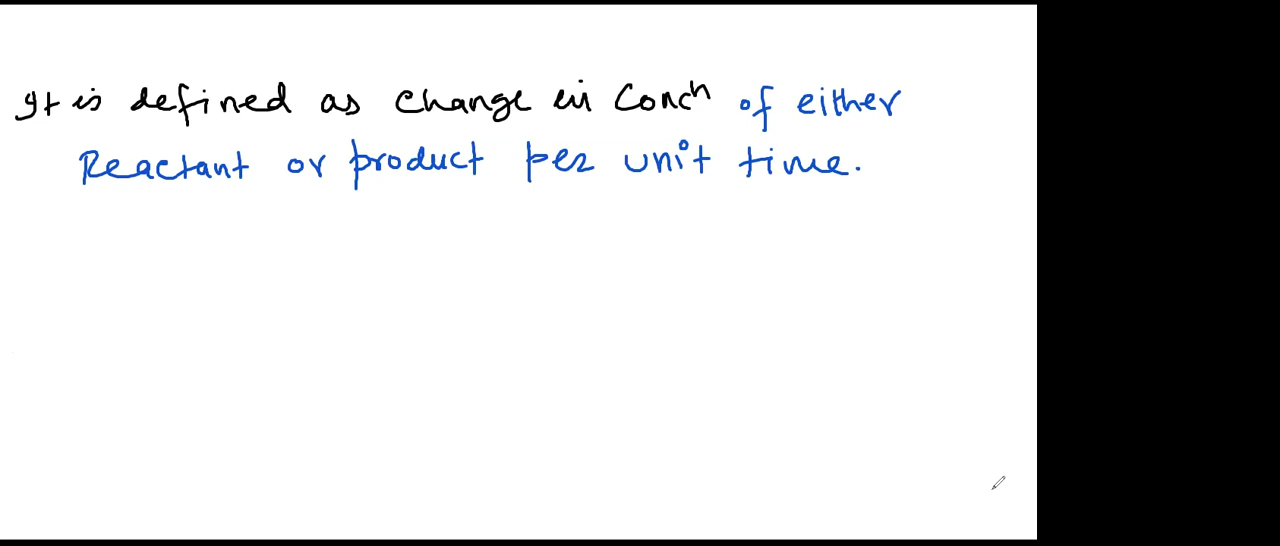 It is defined as change in Concn of either
Reactant or product per unit time.